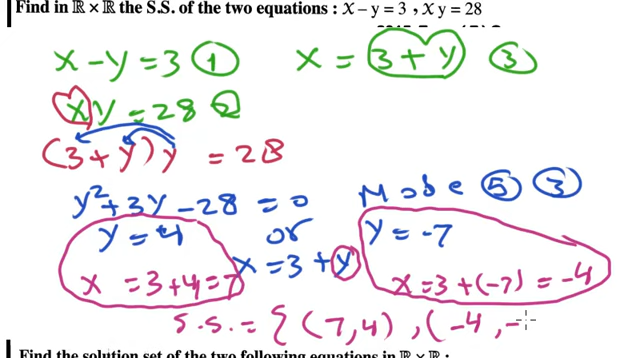 Find in ℝ × ℝ the S.S. of the two equations : x – y = 3 , x y = 28
x - y = 3 ① x = 3 + y ③
xy = 28 ②
(3 + y) y = 28
y² + 3y - 28 = 0 Mode ⑤ ③
y = 4 or y = -7
x = 3 + 4 = 7 x = 3 + y x = 3 + (-7) = -4
S.S. = { (7, 4) , ( -4 , -
Find the solution set of the two following equations in ℝ × ℝ :